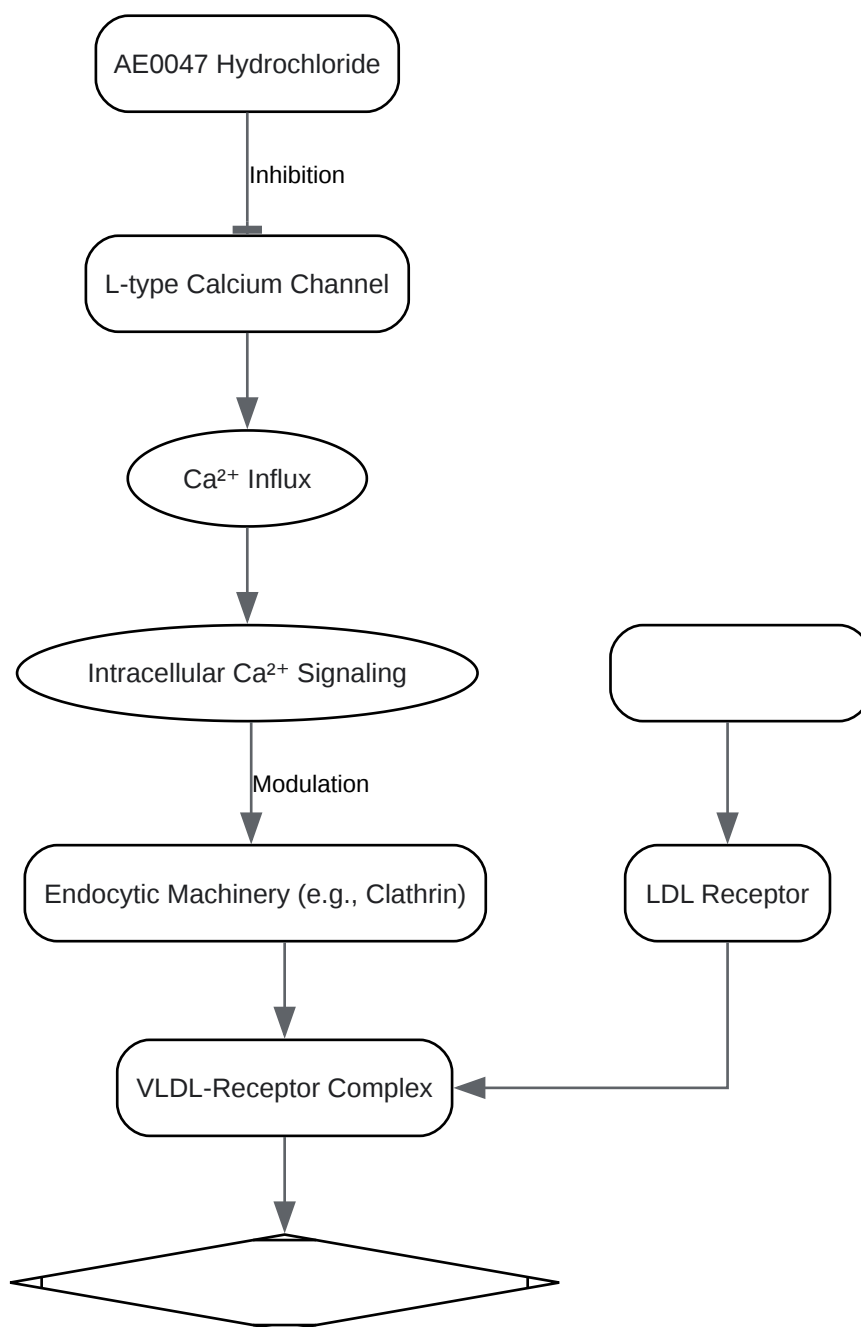 AE0047 Hydrochloride
Inhibition
L-type Calcium Channel
Ca²⁺ Influx
Intracellular Ca²⁺ Signaling
Modulation
Endocytic Machinery (e.g., Clathrin)
LDL Receptor
VLDL-Receptor Complex